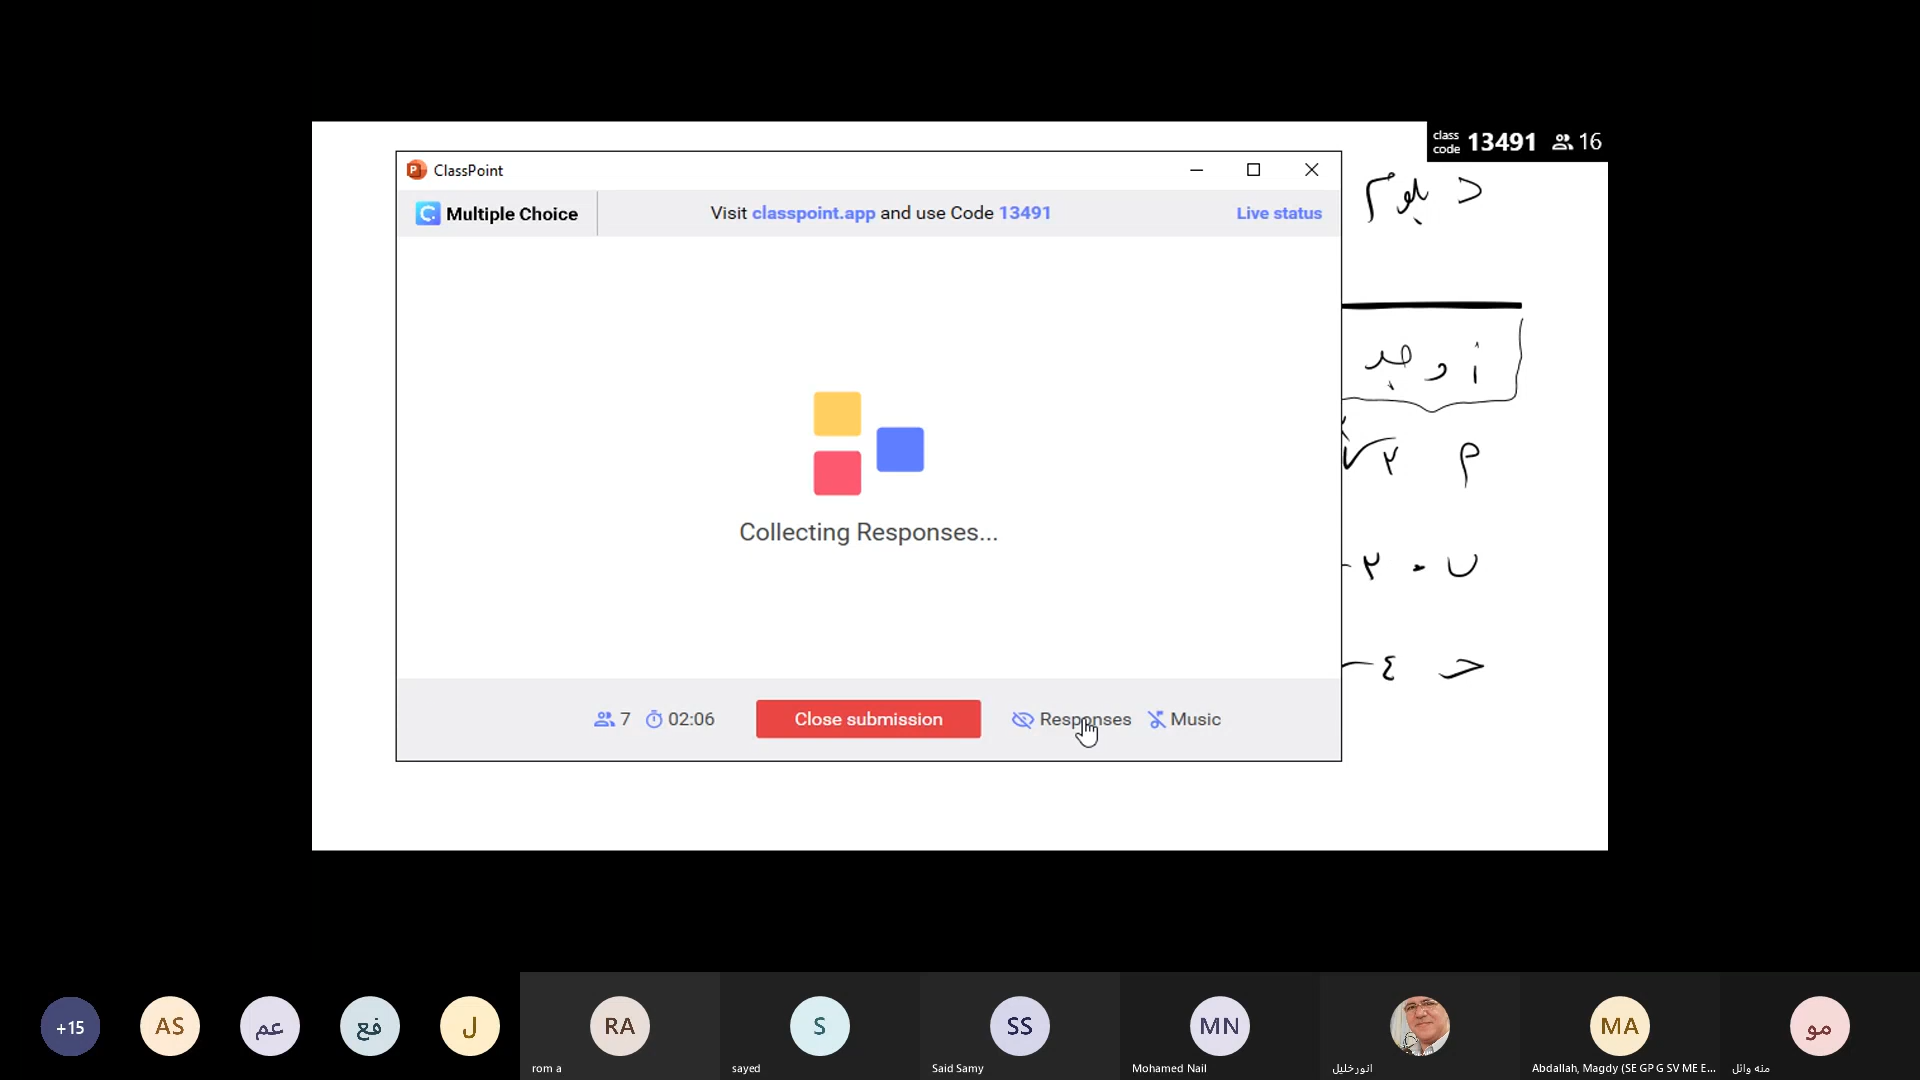 class code 13491 16
ClassPoint
Multiple Choice
Visit classpoint.app and use Code 13491
Live status
أوجد
Collecting Responses...
7 02:06
Close submission
Responses
Music
+15
AS
عم
فع
ل
RA
rom a
S
sayed
SS
Said Samy
MN
Mohamed Nail
انورخليل
MA
Abdallah, Magdy (SE GP G SV ME E...
مو
منه وائل